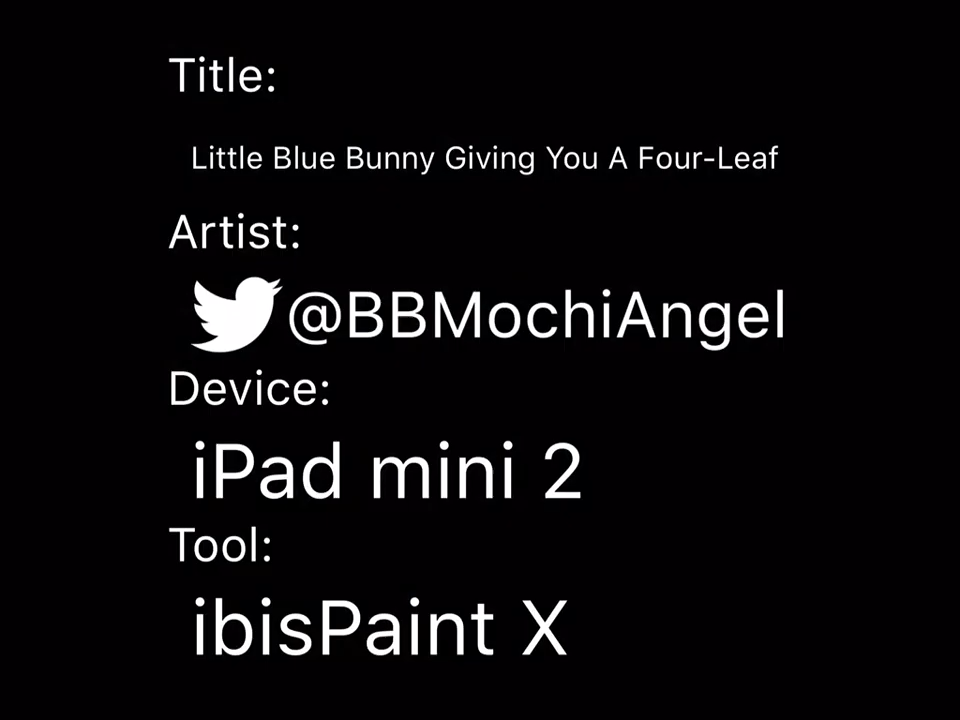 Title:
Little Blue Bunny Giving You A Four-Leaf
Artist:
@BBMochiAngel
Device:
iPad mini 2
Tool:
ibisPaint X